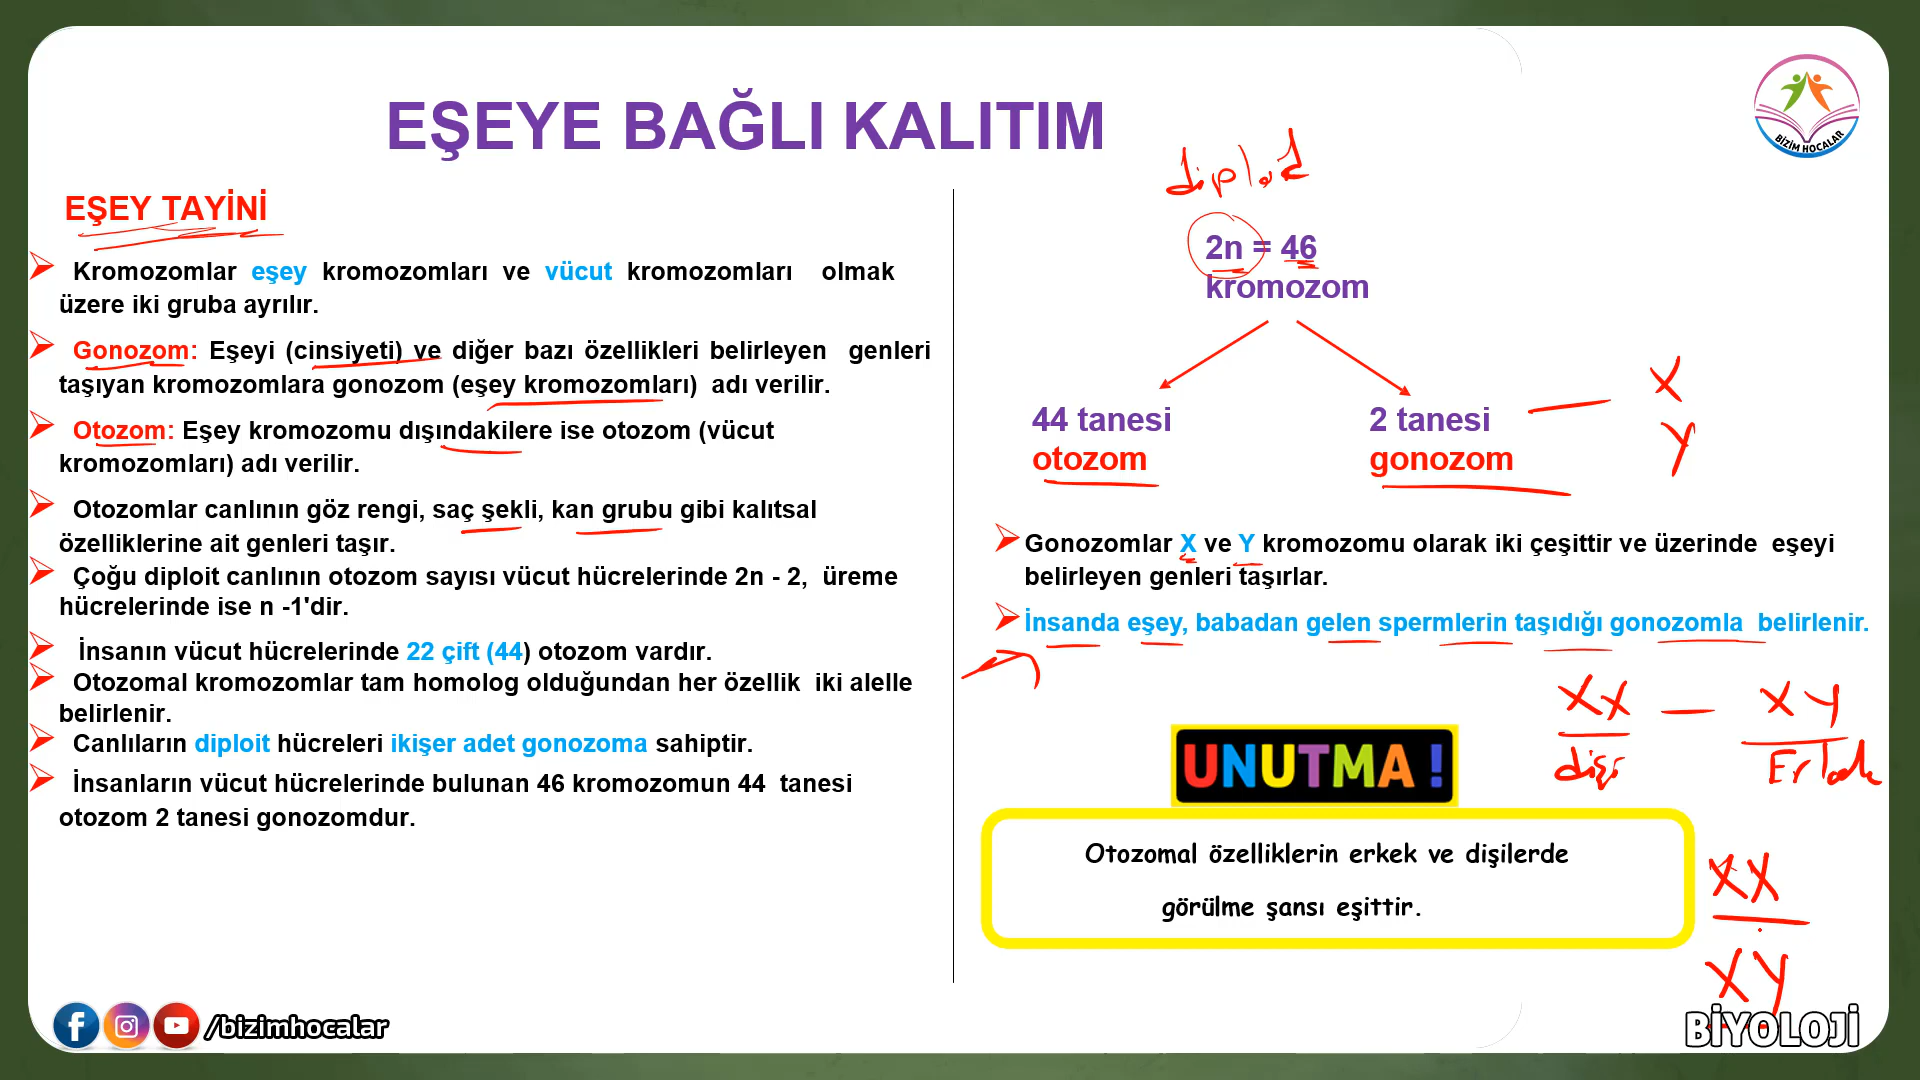 EŞEYE BAĞLI KALITIM
BİZİM HOCALAR
EŞEY TAYİNİ
Kromozomlar eşey kromozomları ve vücut kromozomları olmak
üzere iki gruba ayrılır.
Gonozom: Eşeyi (cinsiyeti) ve diğer bazı özellikleri belirleyen genleri
taşıyan kromozomlara gonozom (eşey kromozomları) adı verilir.
Otozom: Eşey kromozomu dışındakilere ise otozom (vücut
kromozomları) adı verilir.
Otozomlar canlının göz rengi, saç şekli, kan grubu gibi kalıtsal
özelliklerine ait genleri taşır.
Çoğu diploit canlının otozom sayısı vücut hücrelerinde 2n - 2, üreme
hücrelerinde ise n -1'dir.
İnsanın vücut hücrelerinde 22 çift (44) otozom vardır.
Otozomal kromozomlar tam homolog olduğundan her özellik iki alelle
belirlenir.
Canlıların diploit hücreleri ikişer adet gonozoma sahiptir.
İnsanların vücut hücrelerinde bulunan 46 kromozomun 44 tanesi
otozom 2 tanesi gonozomdur.
2n = 46
kromozom
44 tanesi
otozom
2 tanesi
gonozom
X
Y
Gonozomlar X ve Y kromozomu olarak iki çeşittir ve üzerinde eşeyi
belirleyen genleri taşırlar.
İnsanda eşey, babadan gelen spermlerin taşıdığı gonozomla belirlenir.
XX — XY
dişi
UNUTMA !
Otozomal özelliklerin erkek ve dişilerde
görülme şansı eşittir.
XX
XY
/bizimhocalar
BİYOLOJİ